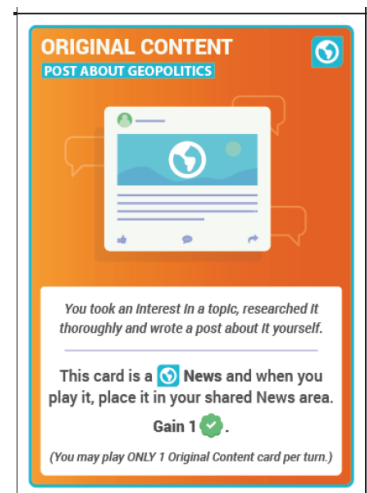 ORIGINAL CONTENT
POST ABOUT GEOPOLITICS
You took an interest in a topic, researched it
thoroughly and wrote a post about it yourself.
This card is a News and when you
play it, place it in your shared News area.
Gain 1 .
(You may play ONLY 1 Original Content card per turn.)